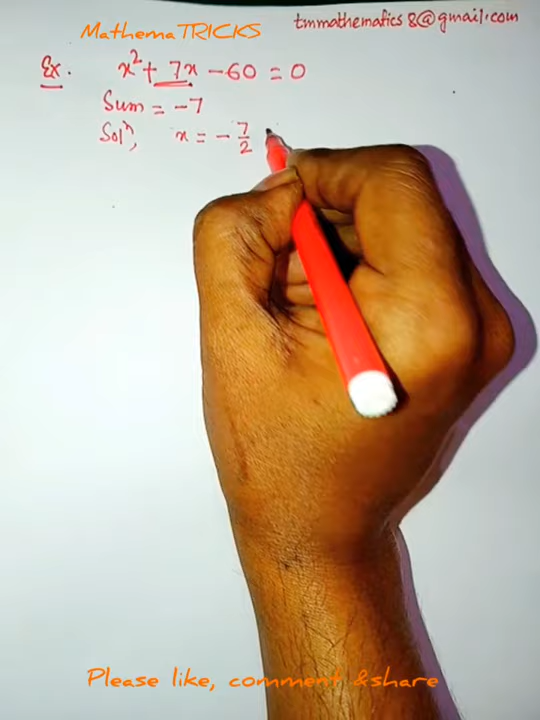 MathemaTRICKS
tmmathematics8@gmail.com
Ex. x² + 7x - 60 = 0
Sum = -7
Solⁿ, x = - 7/2
Please like, comment &share